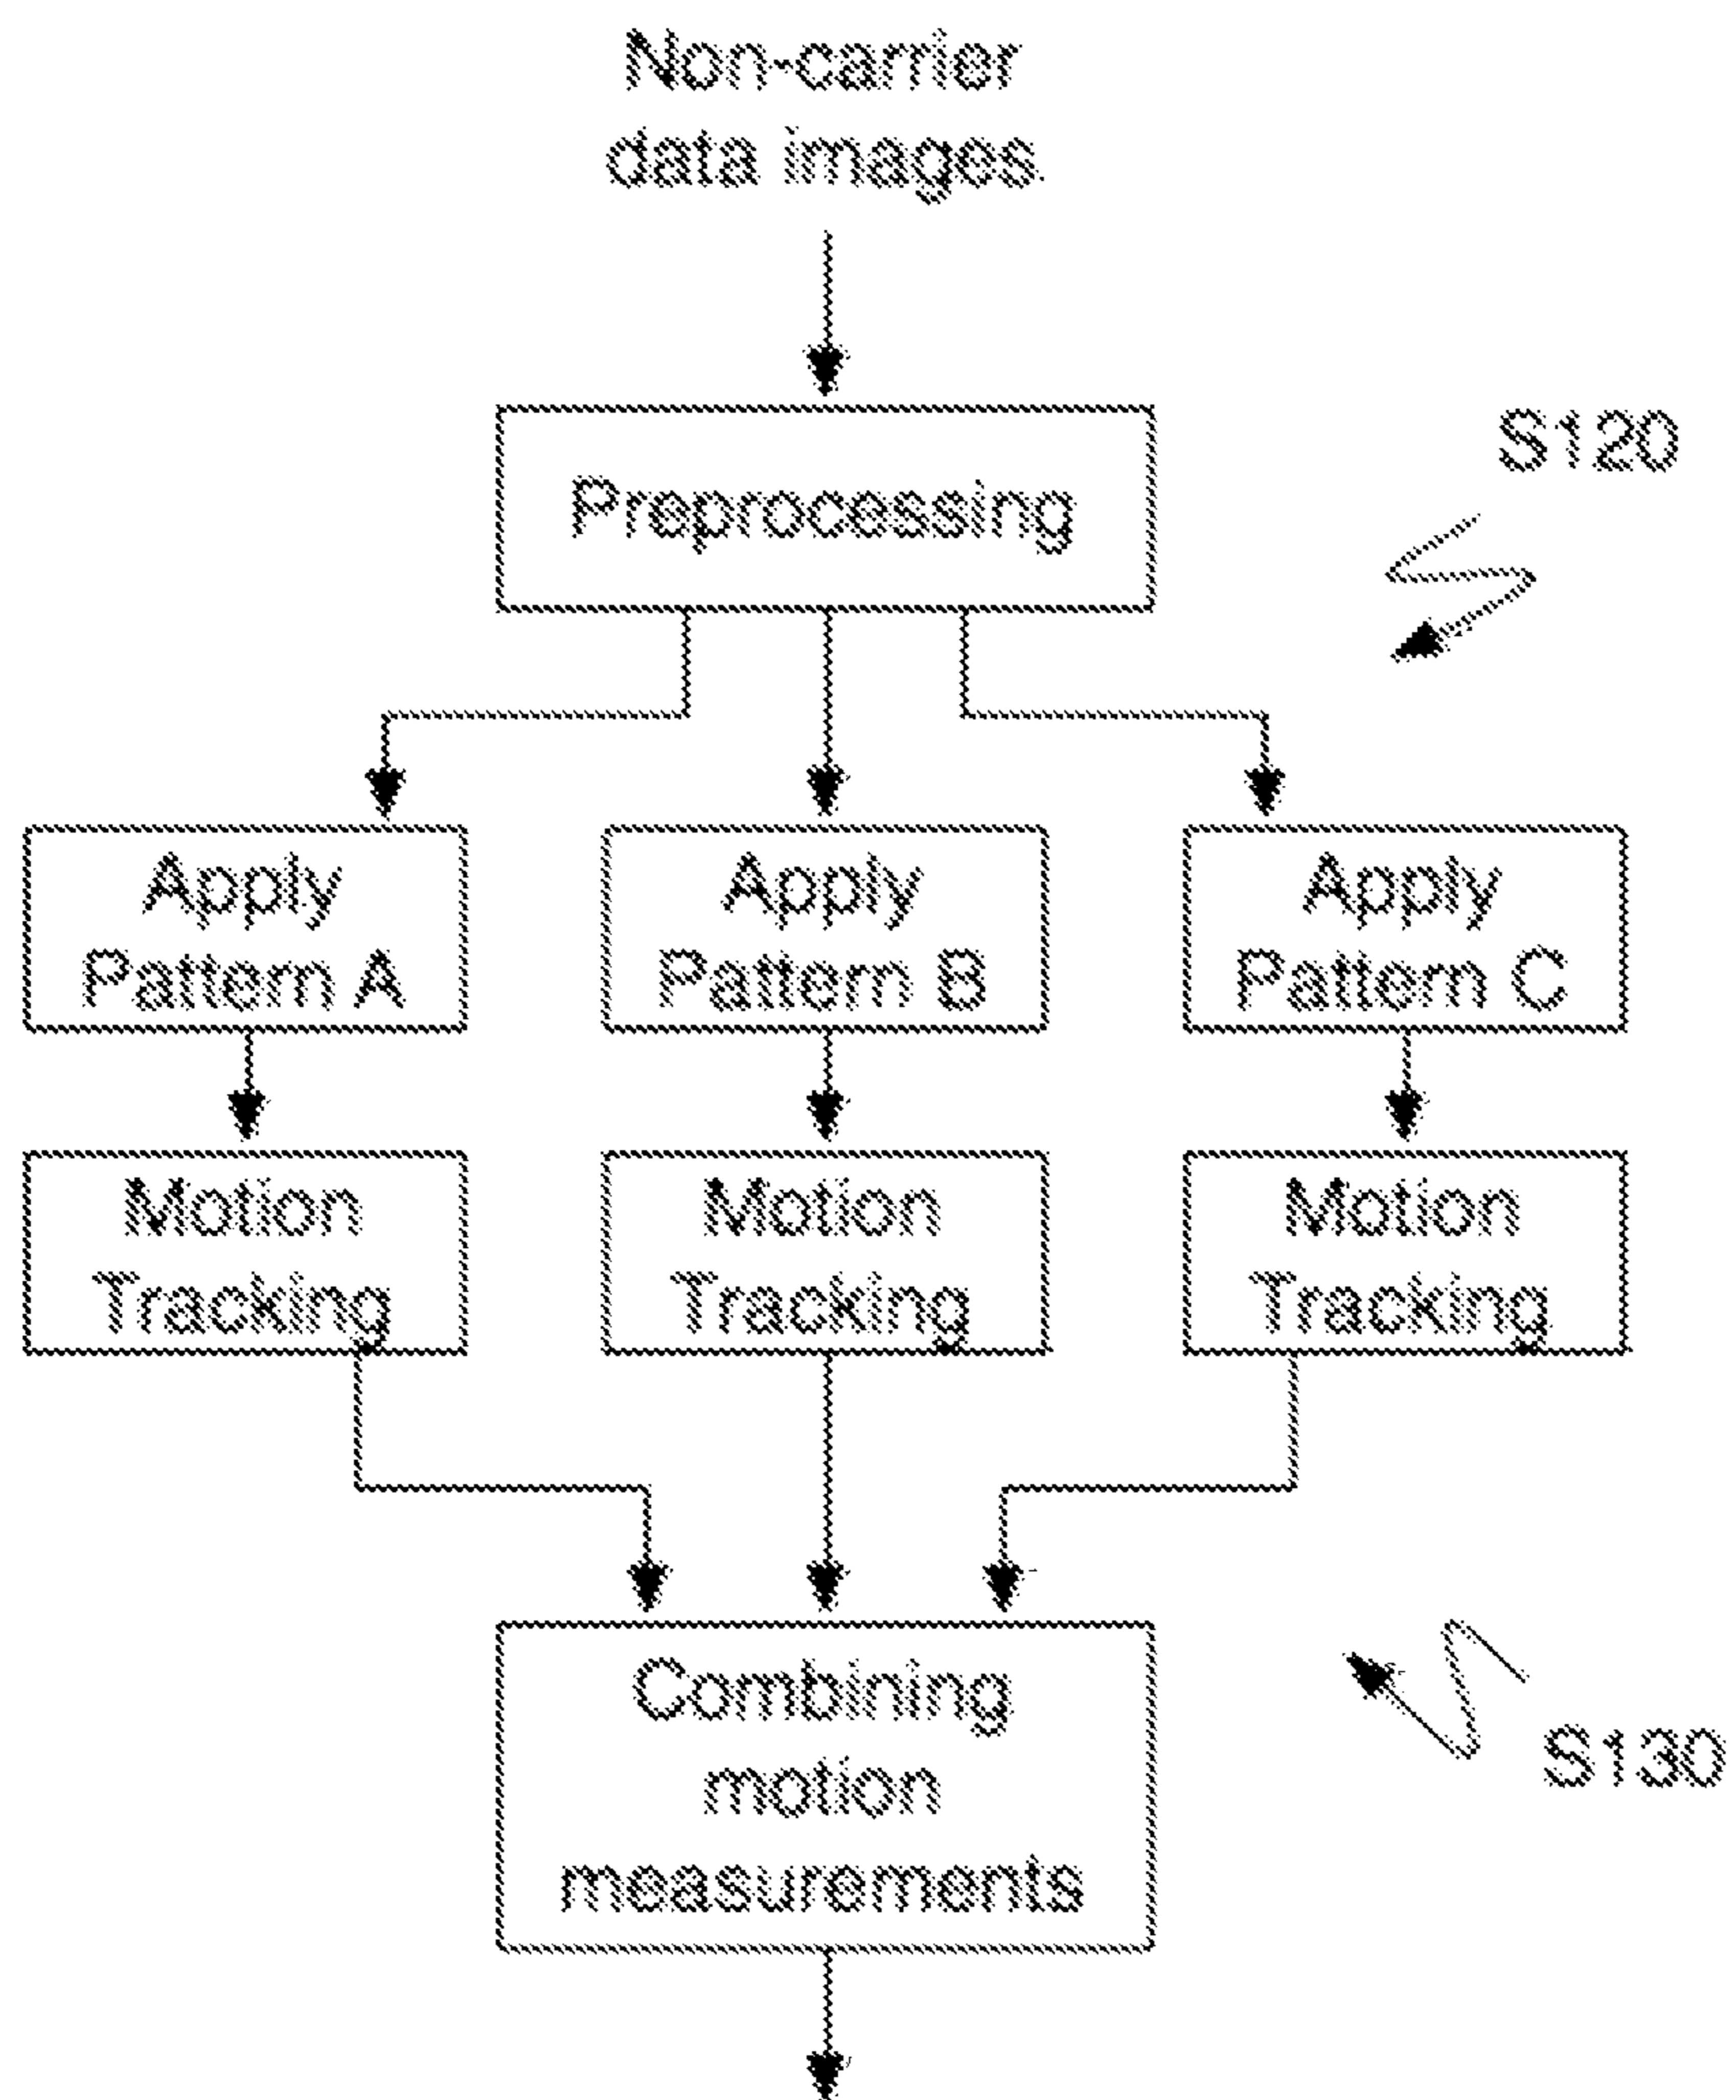 Non-carrier
data images
Preprocessing
S120
Apply
Pattern A
Apply
Pattern B
Apply
Pattern C
Motion
Tracking
Motion
Tracking
Motion
Tracking
Combining
motion
measurements
S130